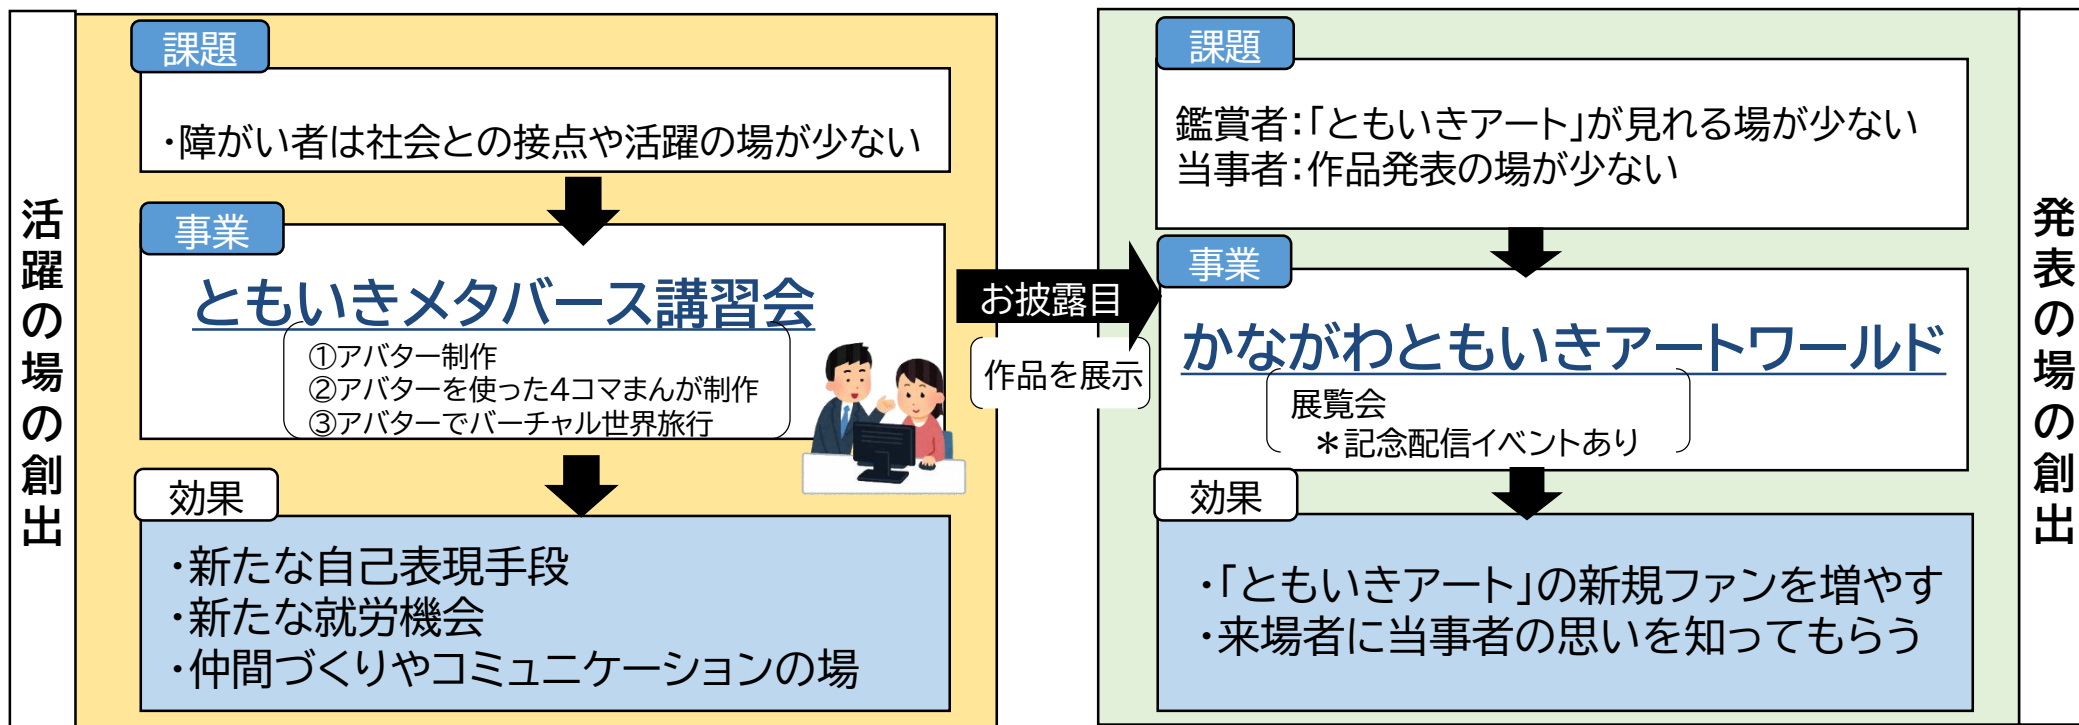 活躍の場の創出
課題
・障がい者は社会との接点や活躍の場が少ない
事業
ともいきメタバース講習会
①アバター制作
②アバターを使った4コマまんが制作
③アバターでバーチャル世界旅行
効果
・新たな自己表現手段
・新たな就労機会
・仲間づくりやコミュニケーションの場
お披露目
作品を展示
課題
鑑賞者：「ともいきアート」が見れる場が少ない
当事者：作品発表の場が少ない
事業
かながわともいきアートワールド
展覧会
＊記念配信イベントあり
効果
・「ともいきアート」の新規ファンを増やす
・来場者に当事者の思いを知ってもらう
発表の場の創出